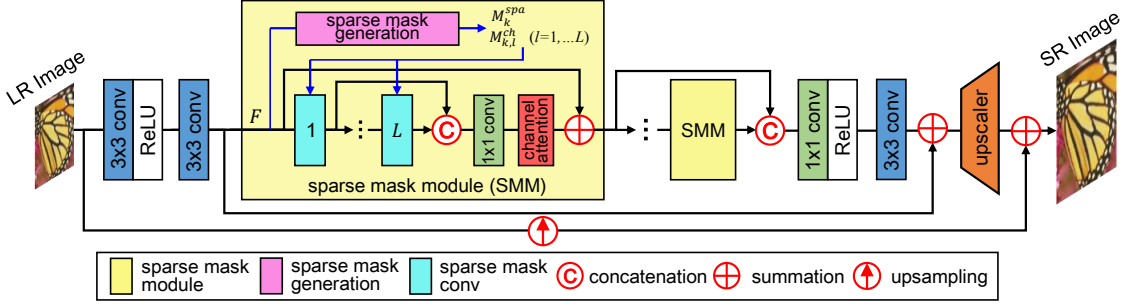 sparse mask
generation
M_k^{spa}
M_{k,l}^{ch} (l=1, ...L)
LR Image
3x3 conv
ReLU
3x3 conv
F
1
...
L
C
1x1 conv
channel
attention
sparse mask module (SMM)
...
SMM
C
1x1 conv
ReLU
3x3 conv
upscaler
SR Image
sparse mask
module
sparse mask
generation
sparse mask
conv
C concatenation
summation
upsampling